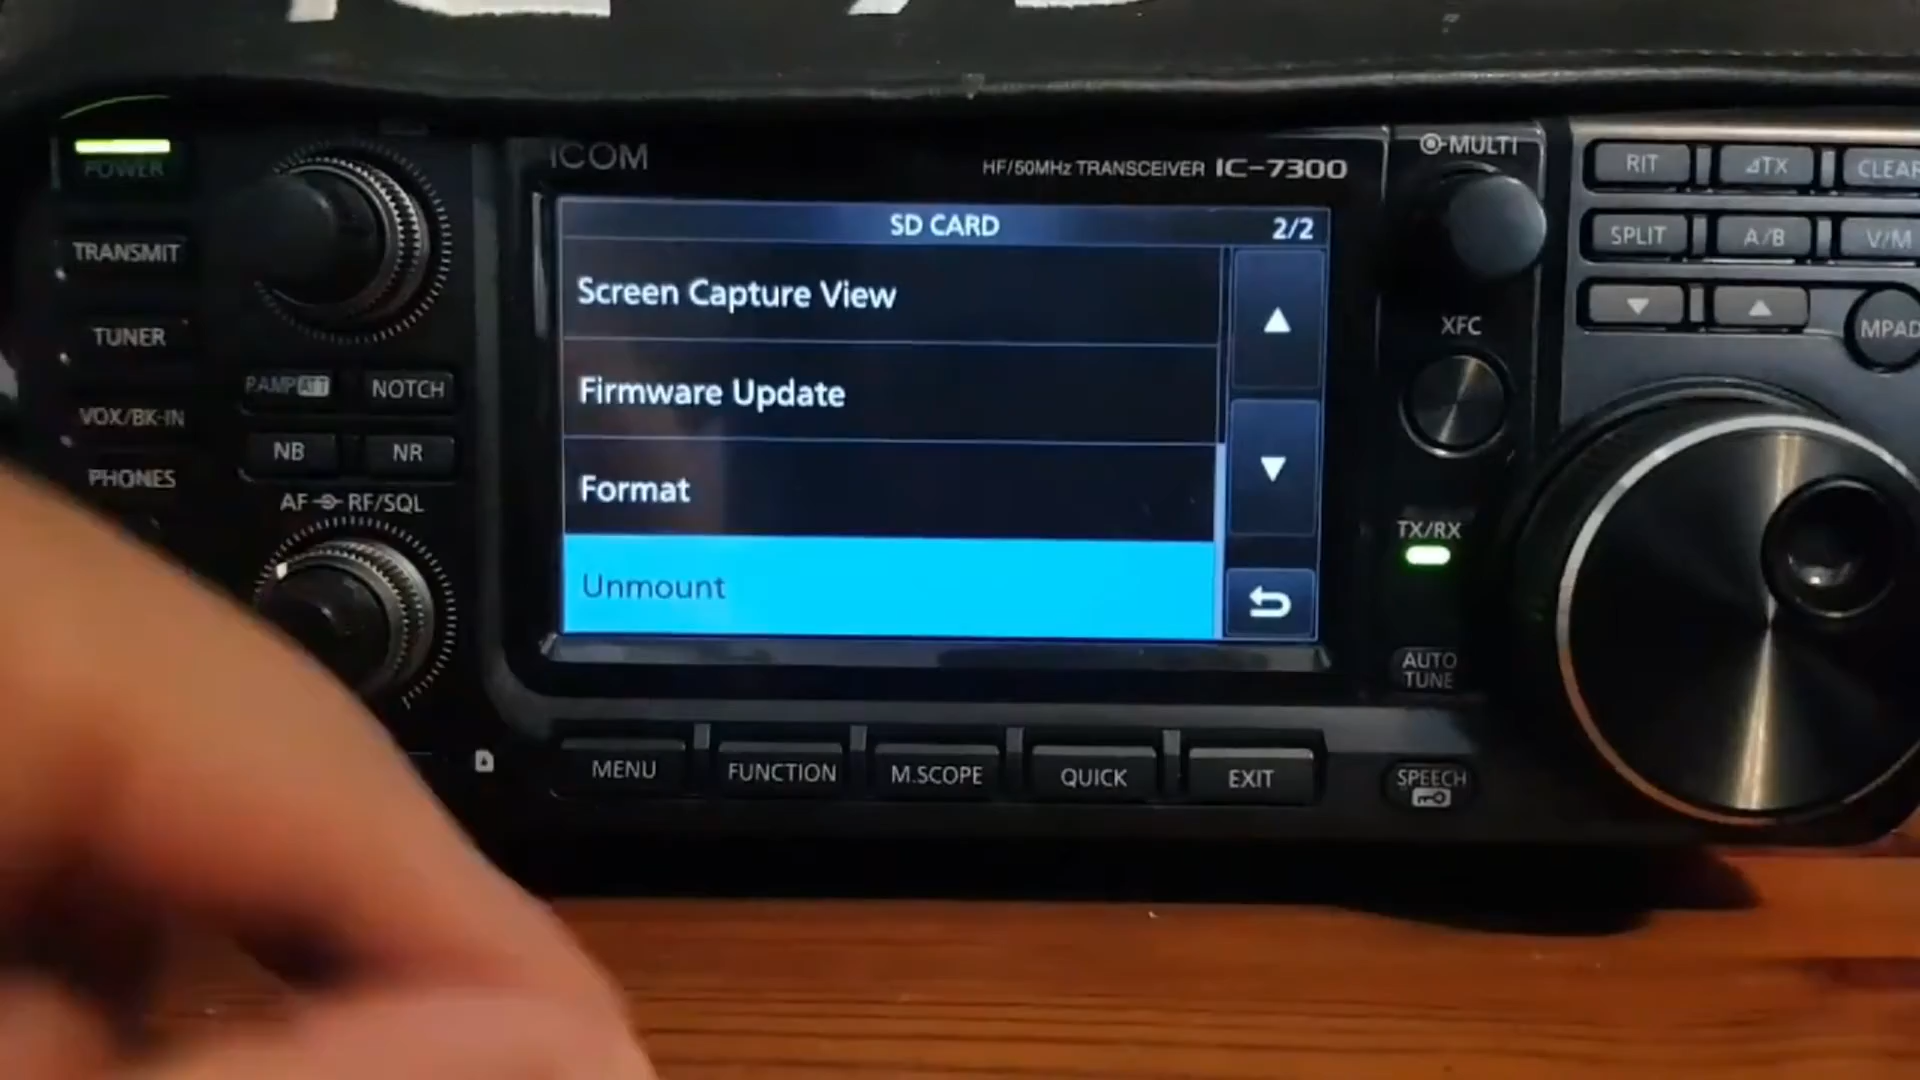 POWER
TRANSMIT
TUNER
VOX/BK-IN
PHONES
P.AMP ATT
NOTCH
NB
NR
AF RF/SQL
ICOM
HF/50MHz TRANSCEIVER IC-7300
SD CARD
2/2
Screen Capture View
Firmware Update
Format
Unmount
MENU
FUNCTION
M.SCOPE
QUICK
EXIT
MULTI
XFC
TX/RX
AUTO
TUNE
SPEECH
RIT
⊿TX
CLEAR
SPLIT
A/B
V/M
MPAD